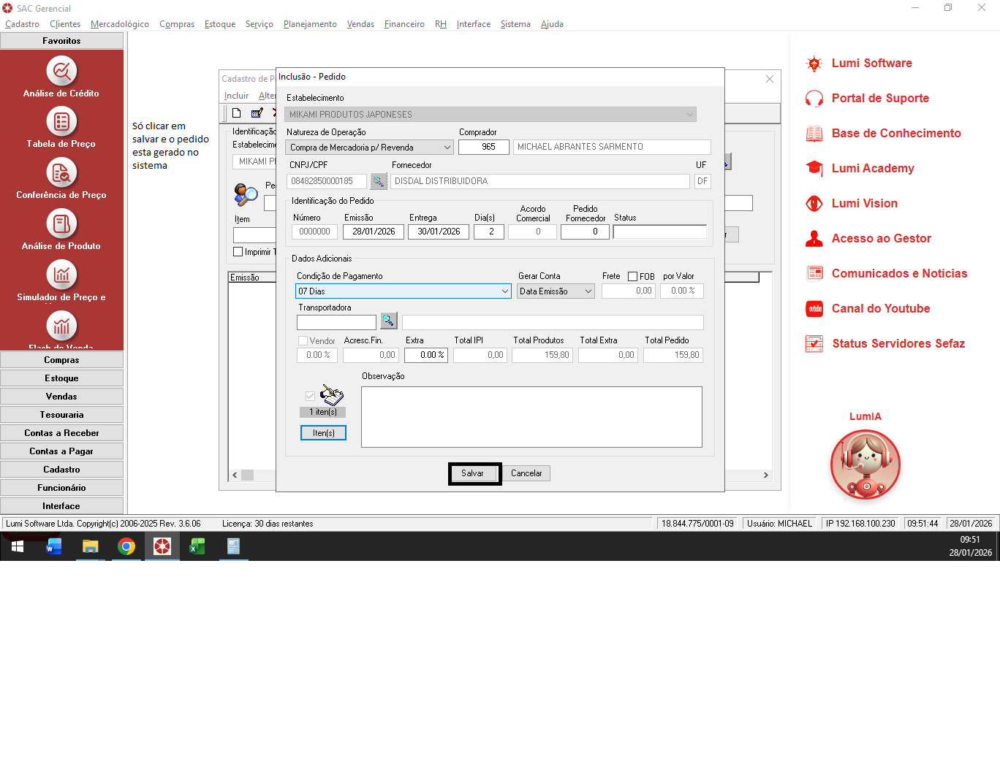 SAC Gerencial
Cadastro Clientes Mercadológico Compras Estoque Serviço Planejamento Vendas Financeiro RH Interface Sistema Ajuda
Favoritos
Análise de Crédito
Tabela de Preço
Conferência de Preço
Análise de Produto
Simulador de Preço e
Compras
Estoque
Vendas
Tesouraria
Contas a Receber
Contas a Pagar
Cadastro
Funcionário
Interface
Só clicar em
salvar e o pedido
esta gerado no
sistema
Cadastro de P
Incluir Alter
Identificação
Estabelecime
MIKAMI P
Pe
Item
Imprimir T
Emissão
Inclusão - Pedido
Estabelecimento
MIKAMI PRODUTOS JAPONESES
Natureza de Operação Comprador
Compra de Mercadoria p/ Revenda 965 MICHAEL ABRANTES SARMENTO
CNPJ/CPF Fornecedor UF
08482850000185 DISDAL DISTRIBUIDORA DF
Identificação do Pedido
Número Emissão Entrega Dia(s) Acordo Comercial Pedido Fornecedor Status
0000000 28/01/2026 30/01/2026 2 0 0
Dados Adicionais
Condição de Pagamento Gerar Conta Frete FOB por Valor
07 Dias Data Emissão 0,00 0.00 %
Transportadora
Vendor Acresc.Fin. Extra Total IPI Total Produtos Total Extra Total Pedido
0.00 % 0,00 0.00 % 0,00 159,80 0,00 159,80
Observação
1 iten(s)
Iten(s)
Salvar Cancelar
Lumi Software
Portal de Suporte
Base de Conhecimento
Lumi Academy
Lumi Vision
Acesso ao Gestor
Comunicados e Notícias
Canal do Youtube
Status Servidores Sefaz
LumIA
Lumi Software Ltda. Copyright(c) 2006-2025 Rev. 3.6.06 Licença: 30 dias restantes 18.844.775/0001-09 Usuário: MICHAEL IP 192.168.100.230 09:51:44 28/01/2026
09:51
28/01/2026